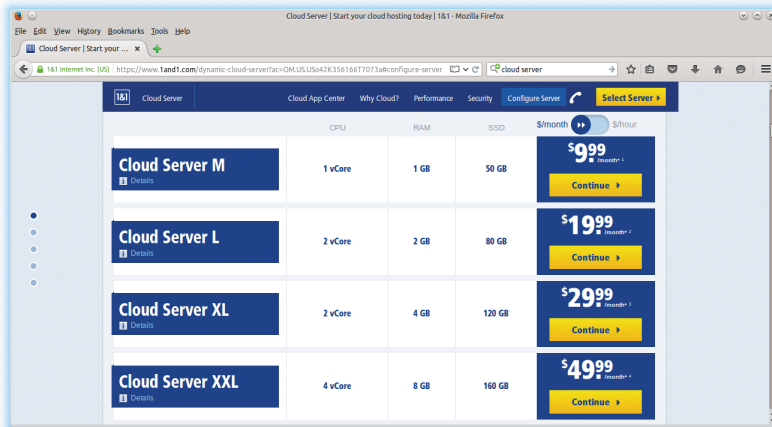 Cloud Server | Start your cloud hosting today | 1&1 - Mozilla Firefox
File Edit View History Bookmarks Tools Help
Cloud Server | Start your ...
1&1 Internet Inc. (US) https://www.1and1.com/dynamic-cloud-server?ac=OM.US.USo42K356166T7073a#configure-server cloud server
1&1 Cloud Server Cloud App Center Why Cloud? Performance Security Configure Server Select Server
CPU RAM SSD $/month $/hour
Cloud Server M 1 vCore 1 GB 50 GB $9.99 /month* 1
Details Continue
Cloud Server L 2 vCore 2 GB 80 GB $19.99 /month* 2
Details Continue
Cloud Server XL 2 vCore 4 GB 120 GB $29.99 /month* 3
Details Continue
Cloud Server XXL 4 vCore 8 GB 160 GB $49.99 /month* 4
Details Continue